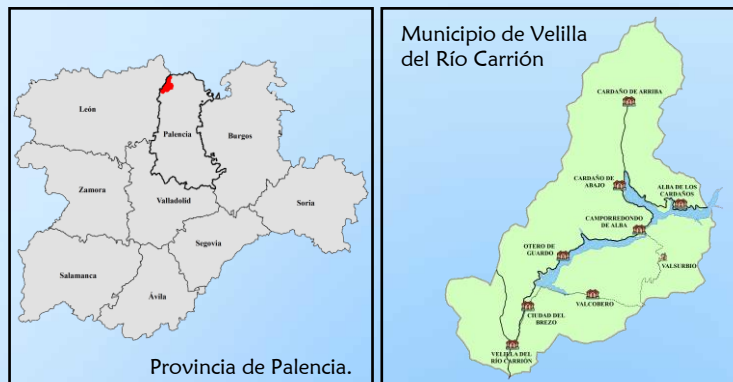 León
Palencia
Burgos
Zamora
Valladolid
Soria
Segovia
Salamanca
Ávila
Provincia de Palencia.
Municipio de Velilla
del Río Carrión
CARDAÑO DE ARRIBA
CARDAÑO DE
ABAJO
ALBA DE LOS
CARDAÑOS
CAMPORREDONDO
DE ALBA
OTERO DE
GUARDO
VALSURBIO
VALCOBERO
CIUDAD DEL
BREZO
VELILLA DEL
RÍO CARRIÓN